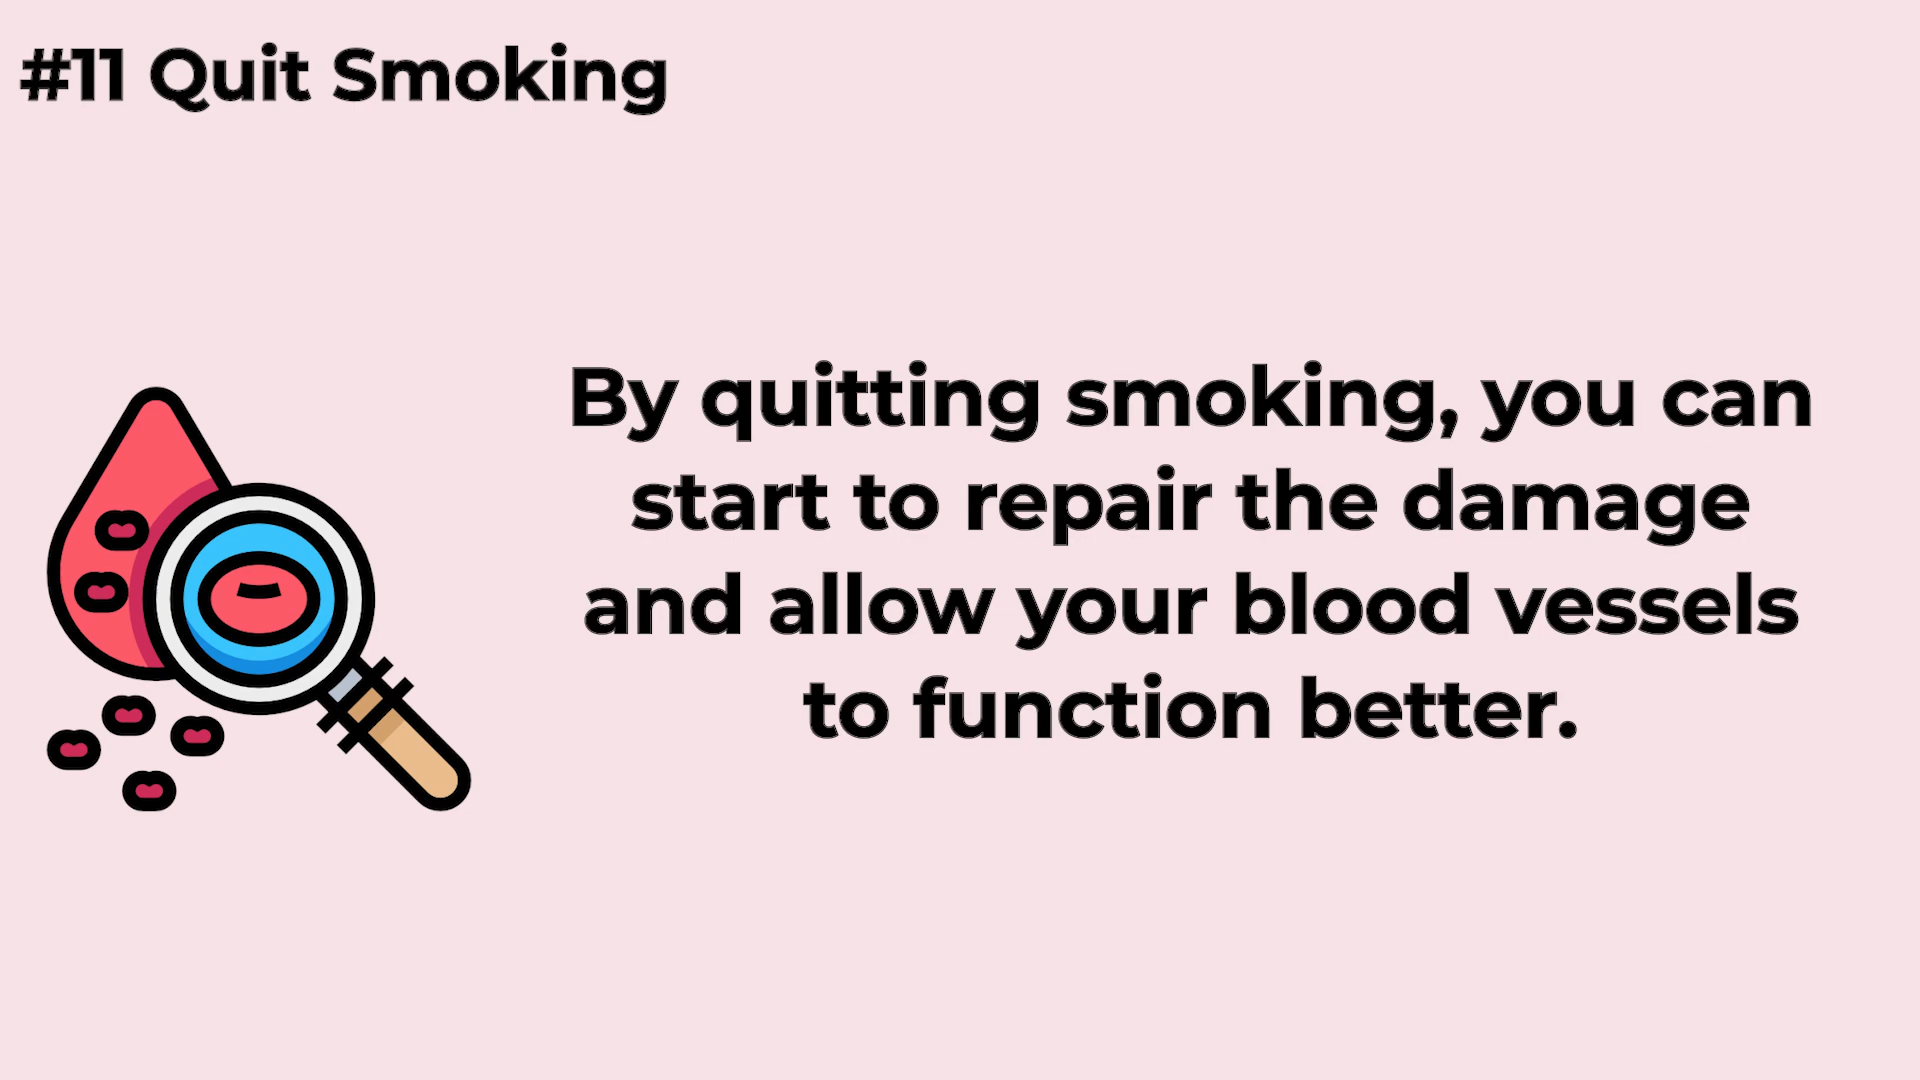 #11 Quit Smoking
By quitting smoking, you can
start to repair the damage
and allow your blood vessels
to function better.